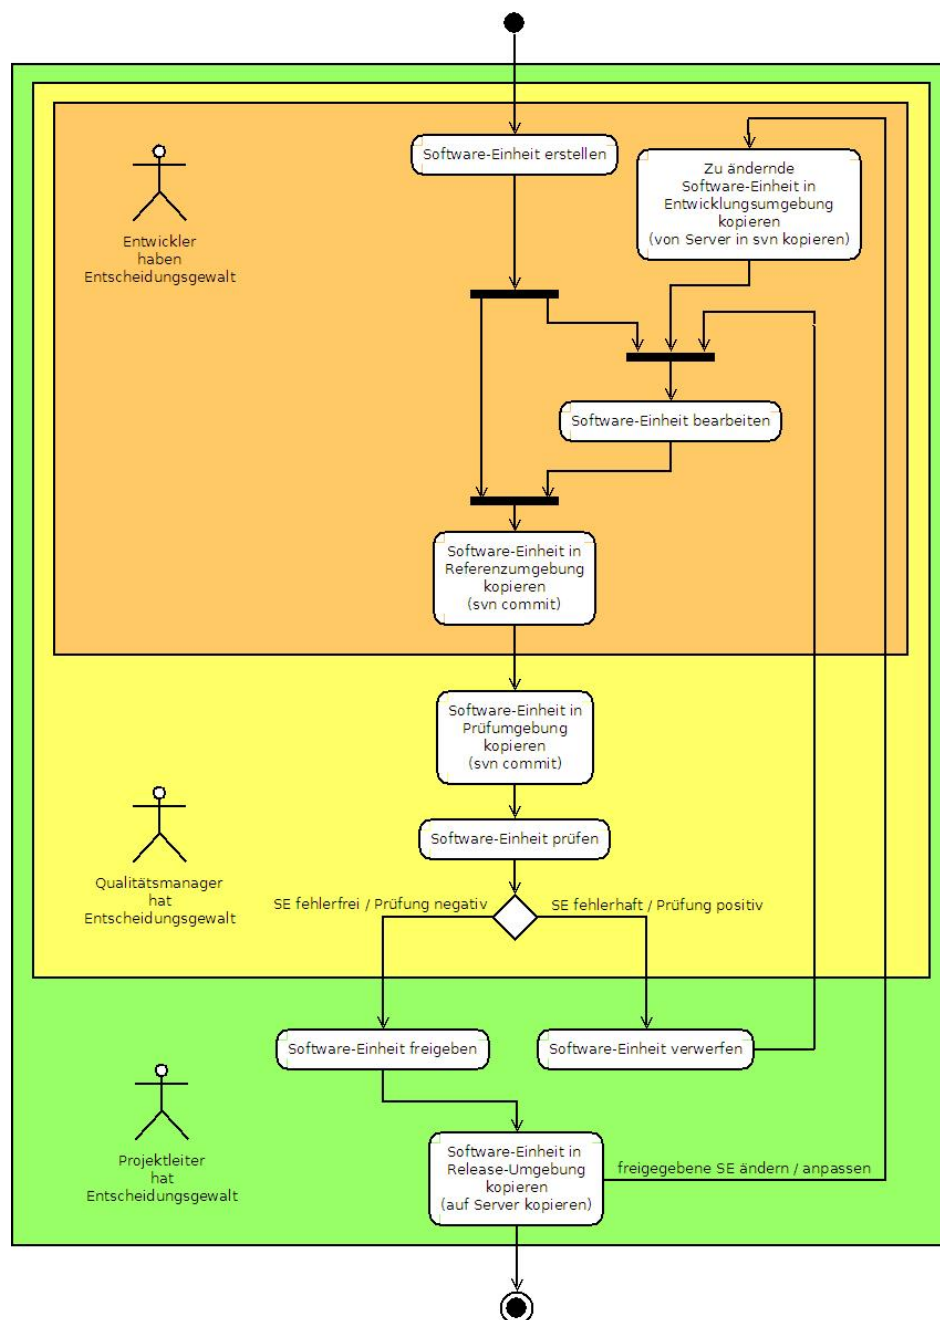 Software-Einheit erstellen
Zu ändernde
Software-Einheit in
Entwicklungsumgebung
kopieren
(von Server in svn kopieren)
Entwickler
haben
Entscheidungsgewalt
Software-Einheit bearbeiten
Software-Einheit in
Referenzumgebung
kopieren
(svn commit)
Software-Einheit in
Prüfumgebung
kopieren
(svn commit)
Software-Einheit prüfen
Qualitätsmanager
hat
Entscheidungsgewalt
SE fehlerfrei / Prüfung negativ
SE fehlerhaft / Prüfung positiv
Software-Einheit freigeben
Software-Einheit verwerfen
Projektleiter
hat
Entscheidungsgewalt
Software-Einheit in
Release-Umgebung
kopieren
(auf Server kopieren)
freigegebene SE ändern / anpassen